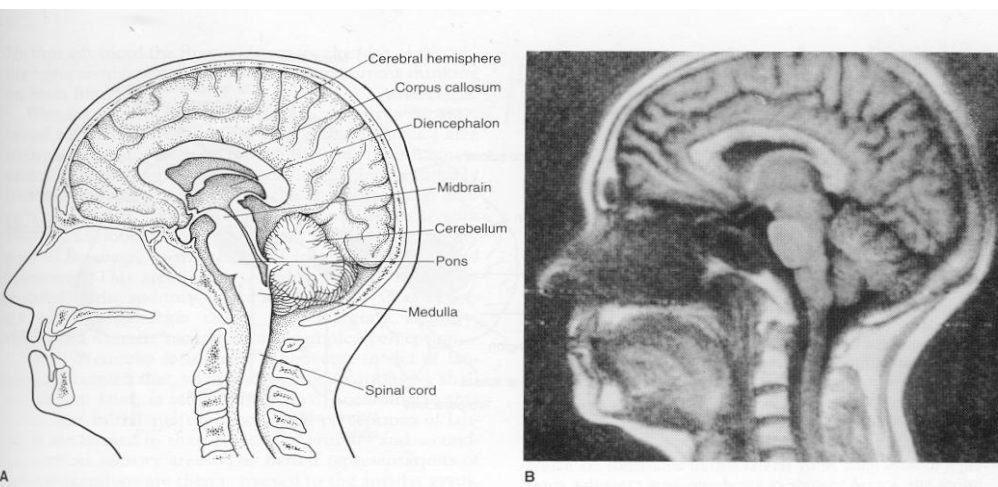 Cerebral hemisphere
Corpus callosum
Diencephalon
Midbrain
Cerebellum
Pons
Medulla
Spinal cord
A
B